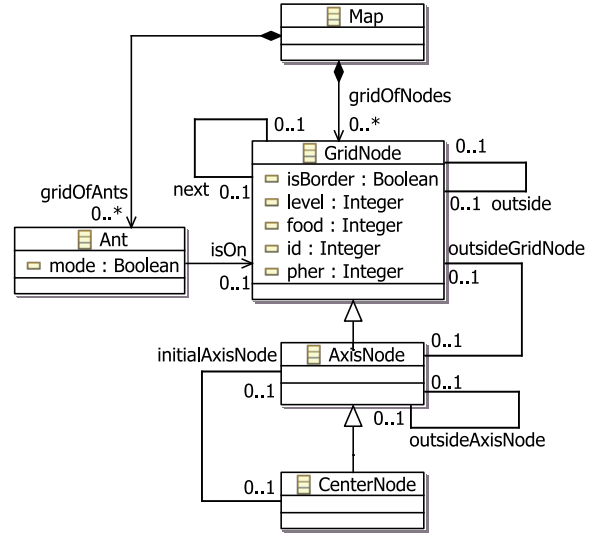 Map
gridOfNodes
0..1
0..*
0..1
GridNode
isBorder : Boolean
next
0..1
0..1
outside
level : Integer
gridOfAnts
food : Integer
0..*
Ant
isOn
id : Integer
outsideGridNode
mode : Boolean
pher : Integer
0..1
0..1
0..1
initialAxisNode
AxisNode
0..1
0..1
0..1
outsideAxisNode
0..1
CenterNode